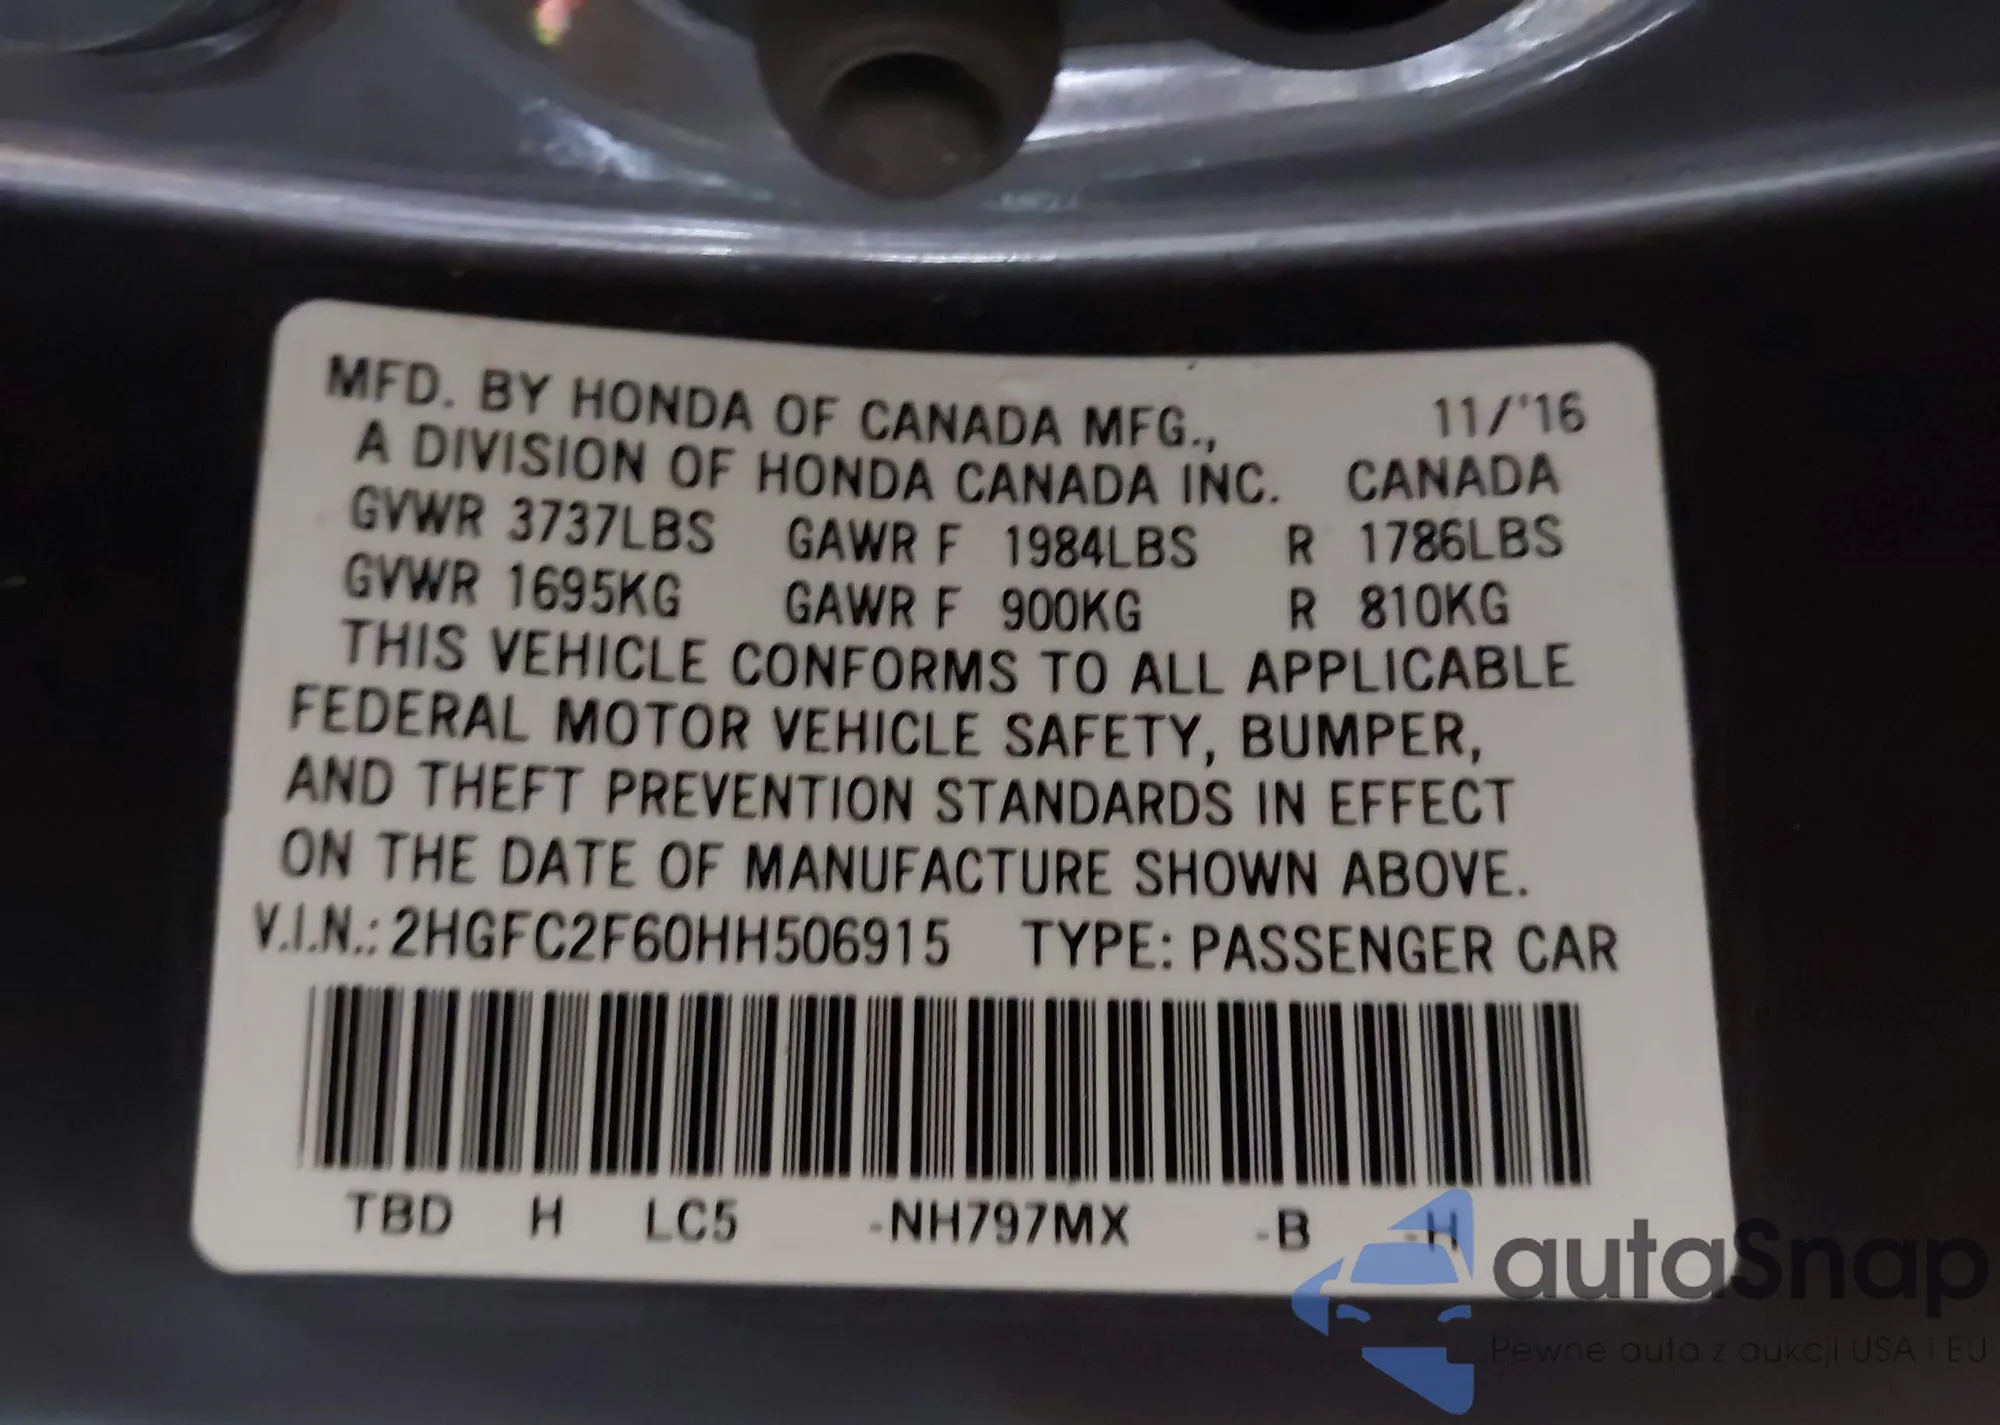 MFD. BY HONDA OF CANADA MFG., 11/'16
A DIVISION OF HONDA CANADA INC. CANADA
GVWR 3737LBS GAWR F 1984LBS R 1786LBS
GVWR 1695KG GAWR F 900KG R 810KG
THIS VEHICLE CONFORMS TO ALL APPLICABLE
FEDERAL MOTOR VEHICLE SAFETY, BUMPER,
AND THEFT PREVENTION STANDARDS IN EFFECT
ON THE DATE OF MANUFACTURE SHOWN ABOVE.
V.I.N.: 2HGFC2F60HH506915 TYPE: PASSENGER CAR
TBD H LC5 -NH797MX -B -H
autaSnap
Pewne auta z aukcji USA i EU